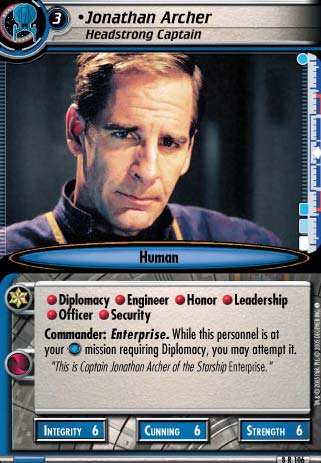 3
•Jonathan Archer
Headstrong Captain
Human
Diplomacy Engineer Honor Leadership
Officer Security
Commander: Enterprise. While this personnel is at
your mission requiring Diplomacy, you may attempt it.
"This is Captain Jonathan Archer of the Starship Enterprise."
INTEGRITY 6 CUNNING 6 STRENGTH 6
8 R 106